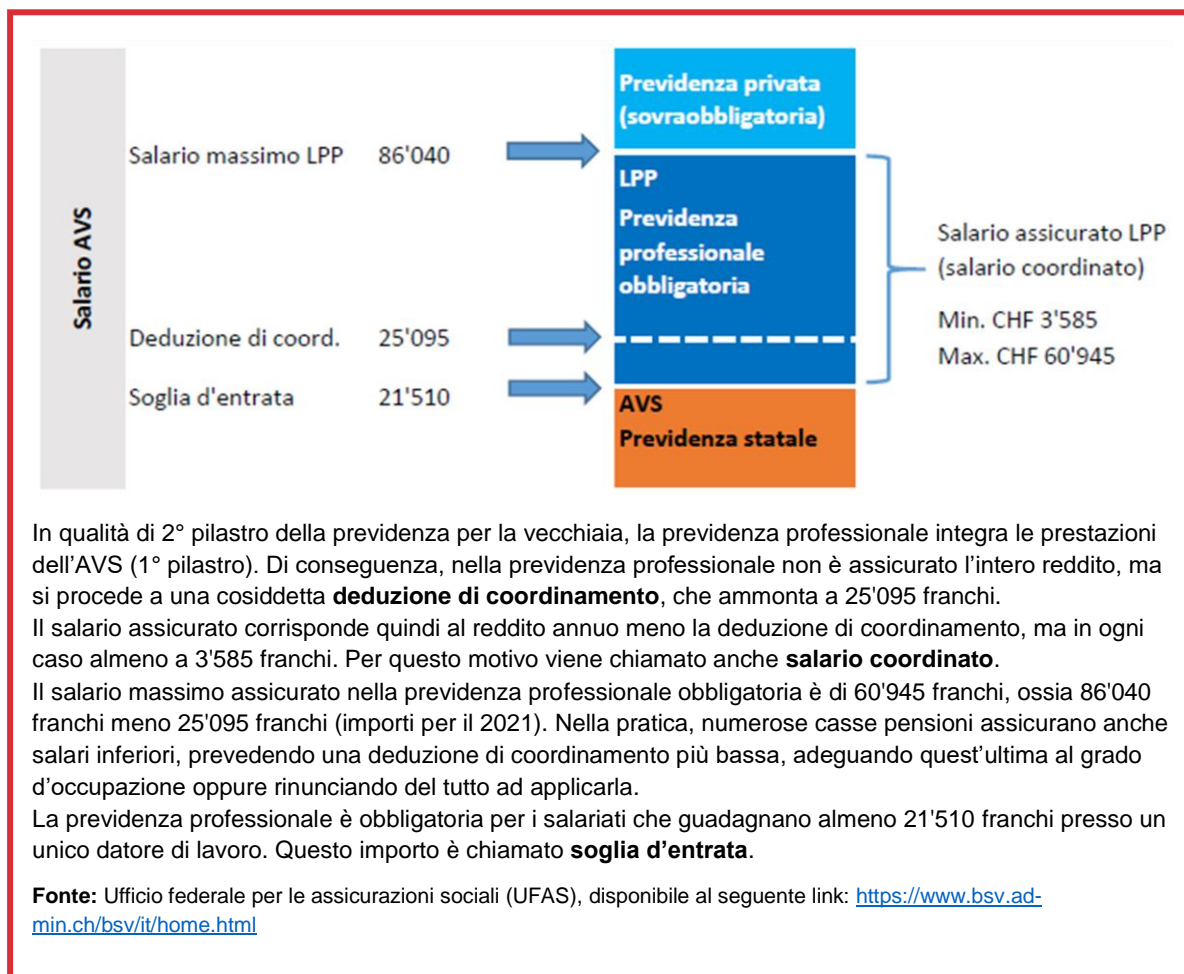 Salario AVS
Previdenza privata
(sovraobbligatoria)
Salario massimo LPP 86'040
LPP
Previdenza
professionale
obbligatoria
Salario assicurato LPP
(salario coordinato)
Min. CHF 3'585
Max. CHF 60'945
Deduzione di coord. 25'095
Soglia d'entrata 21'510
AVS
Previdenza statale
In qualità di 2° pilastro della previdenza per la vecchiaia, la previdenza professionale integra le prestazioni
dell’AVS (1° pilastro). Di conseguenza, nella previdenza professionale non è assicurato l’intero reddito, ma
si procede a una cosiddetta deduzione di coordinamento, che ammonta a 25'095 franchi.
Il salario assicurato corrisponde quindi al reddito annuo meno la deduzione di coordinamento, ma in ogni
caso almeno a 3'585 franchi. Per questo motivo viene chiamato anche salario coordinato.
Il salario massimo assicurato nella previdenza professionale obbligatoria è di 60'945 franchi, ossia 86'040
franchi meno 25'095 franchi (importi per il 2021). Nella pratica, numerose casse pensioni assicurano anche
salari inferiori, prevedendo una deduzione di coordinamento più bassa, adeguando quest’ultima al grado
d’occupazione oppure rinunciando del tutto ad applicarla.
La previdenza professionale è obbligatoria per i salariati che guadagnano almeno 21'510 franchi presso un
unico datore di lavoro. Questo importo è chiamato soglia d’entrata.
Fonte: Ufficio federale per le assicurazioni sociali (UFAS), disponibile al seguente link: https://www.bsv.ad-
min.ch/bsv/it/home.html